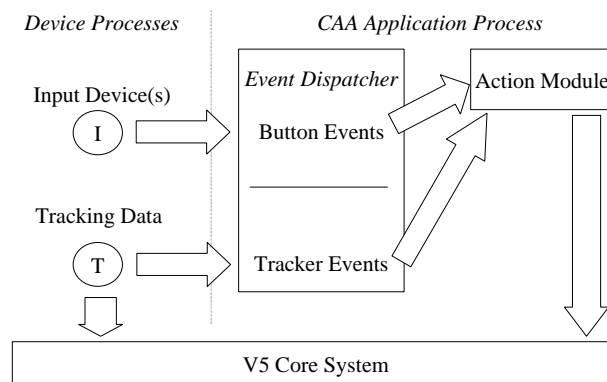 Device Processes
CAA Application Process
Input Device(s)
I
Event Dispatcher
Button Events
Action Module
Tracking Data
T
Tracker Events
V5 Core System